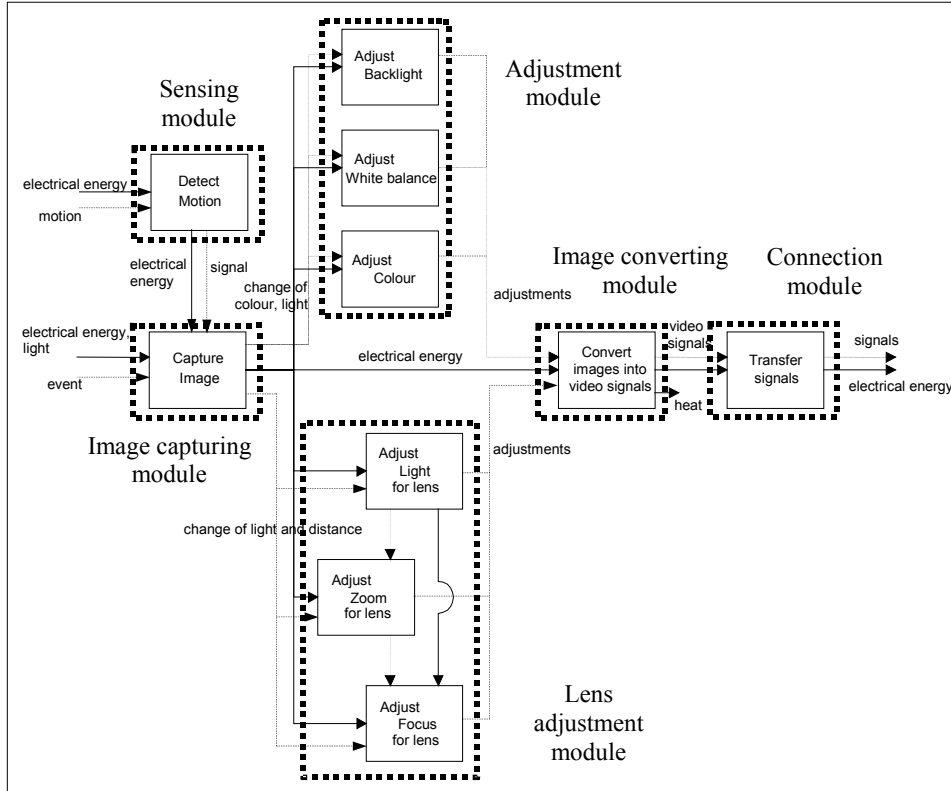 Adjust
Backlight
Adjustment
module
Sensing
module
Adjust
White balance
Detect
Motion
electrical energy
motion
electrical
energy
signal
Adjust
Colour
change of
colour, light
Image converting
module
Connection
module
adjustments
electrical energy,
light
event
Capture
Image
electrical energy
Convert
images into
video signals
video
signals
heat
Transfer
signals
signals
electrical energy
Image capturing
module
Adjust
Light
for lens
adjustments
change of light and distance
Adjust
Zoom
for lens
Adjust
Focus
for lens
Lens
adjustment
module